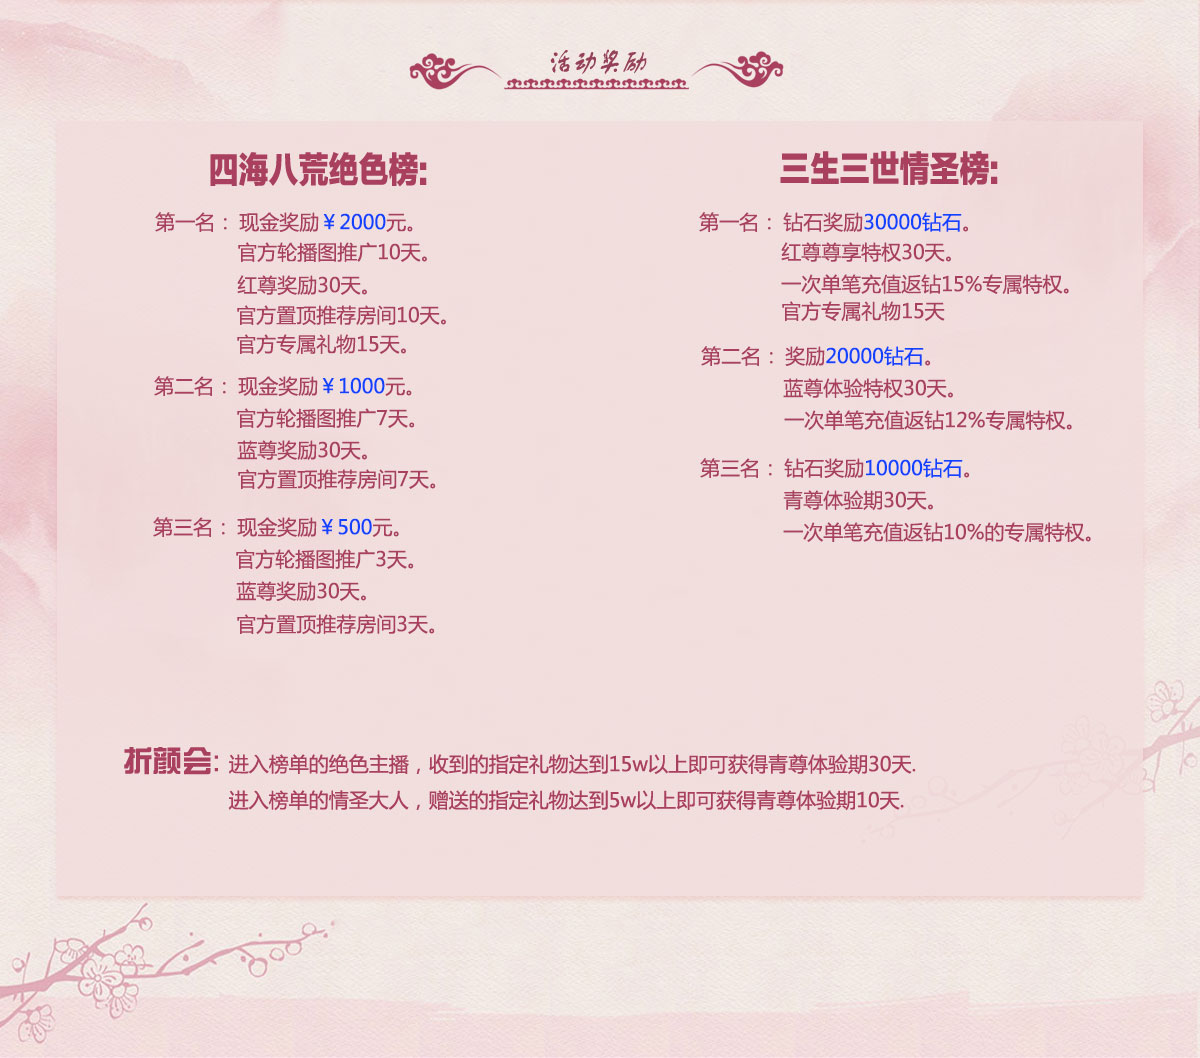 活动奖励
四海八荒绝色榜:
第一名： 现金奖励￥2000元。
官方轮播图推广10天。
红尊奖励30天。
官方置顶推荐房间10天。
官方专属礼物15天。
第二名： 现金奖励￥1000元。
官方轮播图推广7天。
蓝尊奖励30天。
官方置顶推荐房间7天。
第三名： 现金奖励￥500元。
官方轮播图推广3天。
蓝尊奖励30天。
官方置顶推荐房间3天。
三生三世情圣榜:
第一名： 钻石奖励30000钻石。
红尊尊享特权30天。
一次单笔充值返钻15%专属特权。
官方专属礼物15天
第二名： 奖励20000钻石。
蓝尊体验特权30天。
一次单笔充值返钻12%专属特权。
第三名： 钻石奖励10000钻石。
青尊体验期30天。
一次单笔充值返钻10%的专属特权。
折颜会: 进入榜单的绝色主播，收到的指定礼物达到15w以上即可获得青尊体验期30天.
进入榜单的情圣大人，赠送的指定礼物达到5w以上即可获得青尊体验期10天.